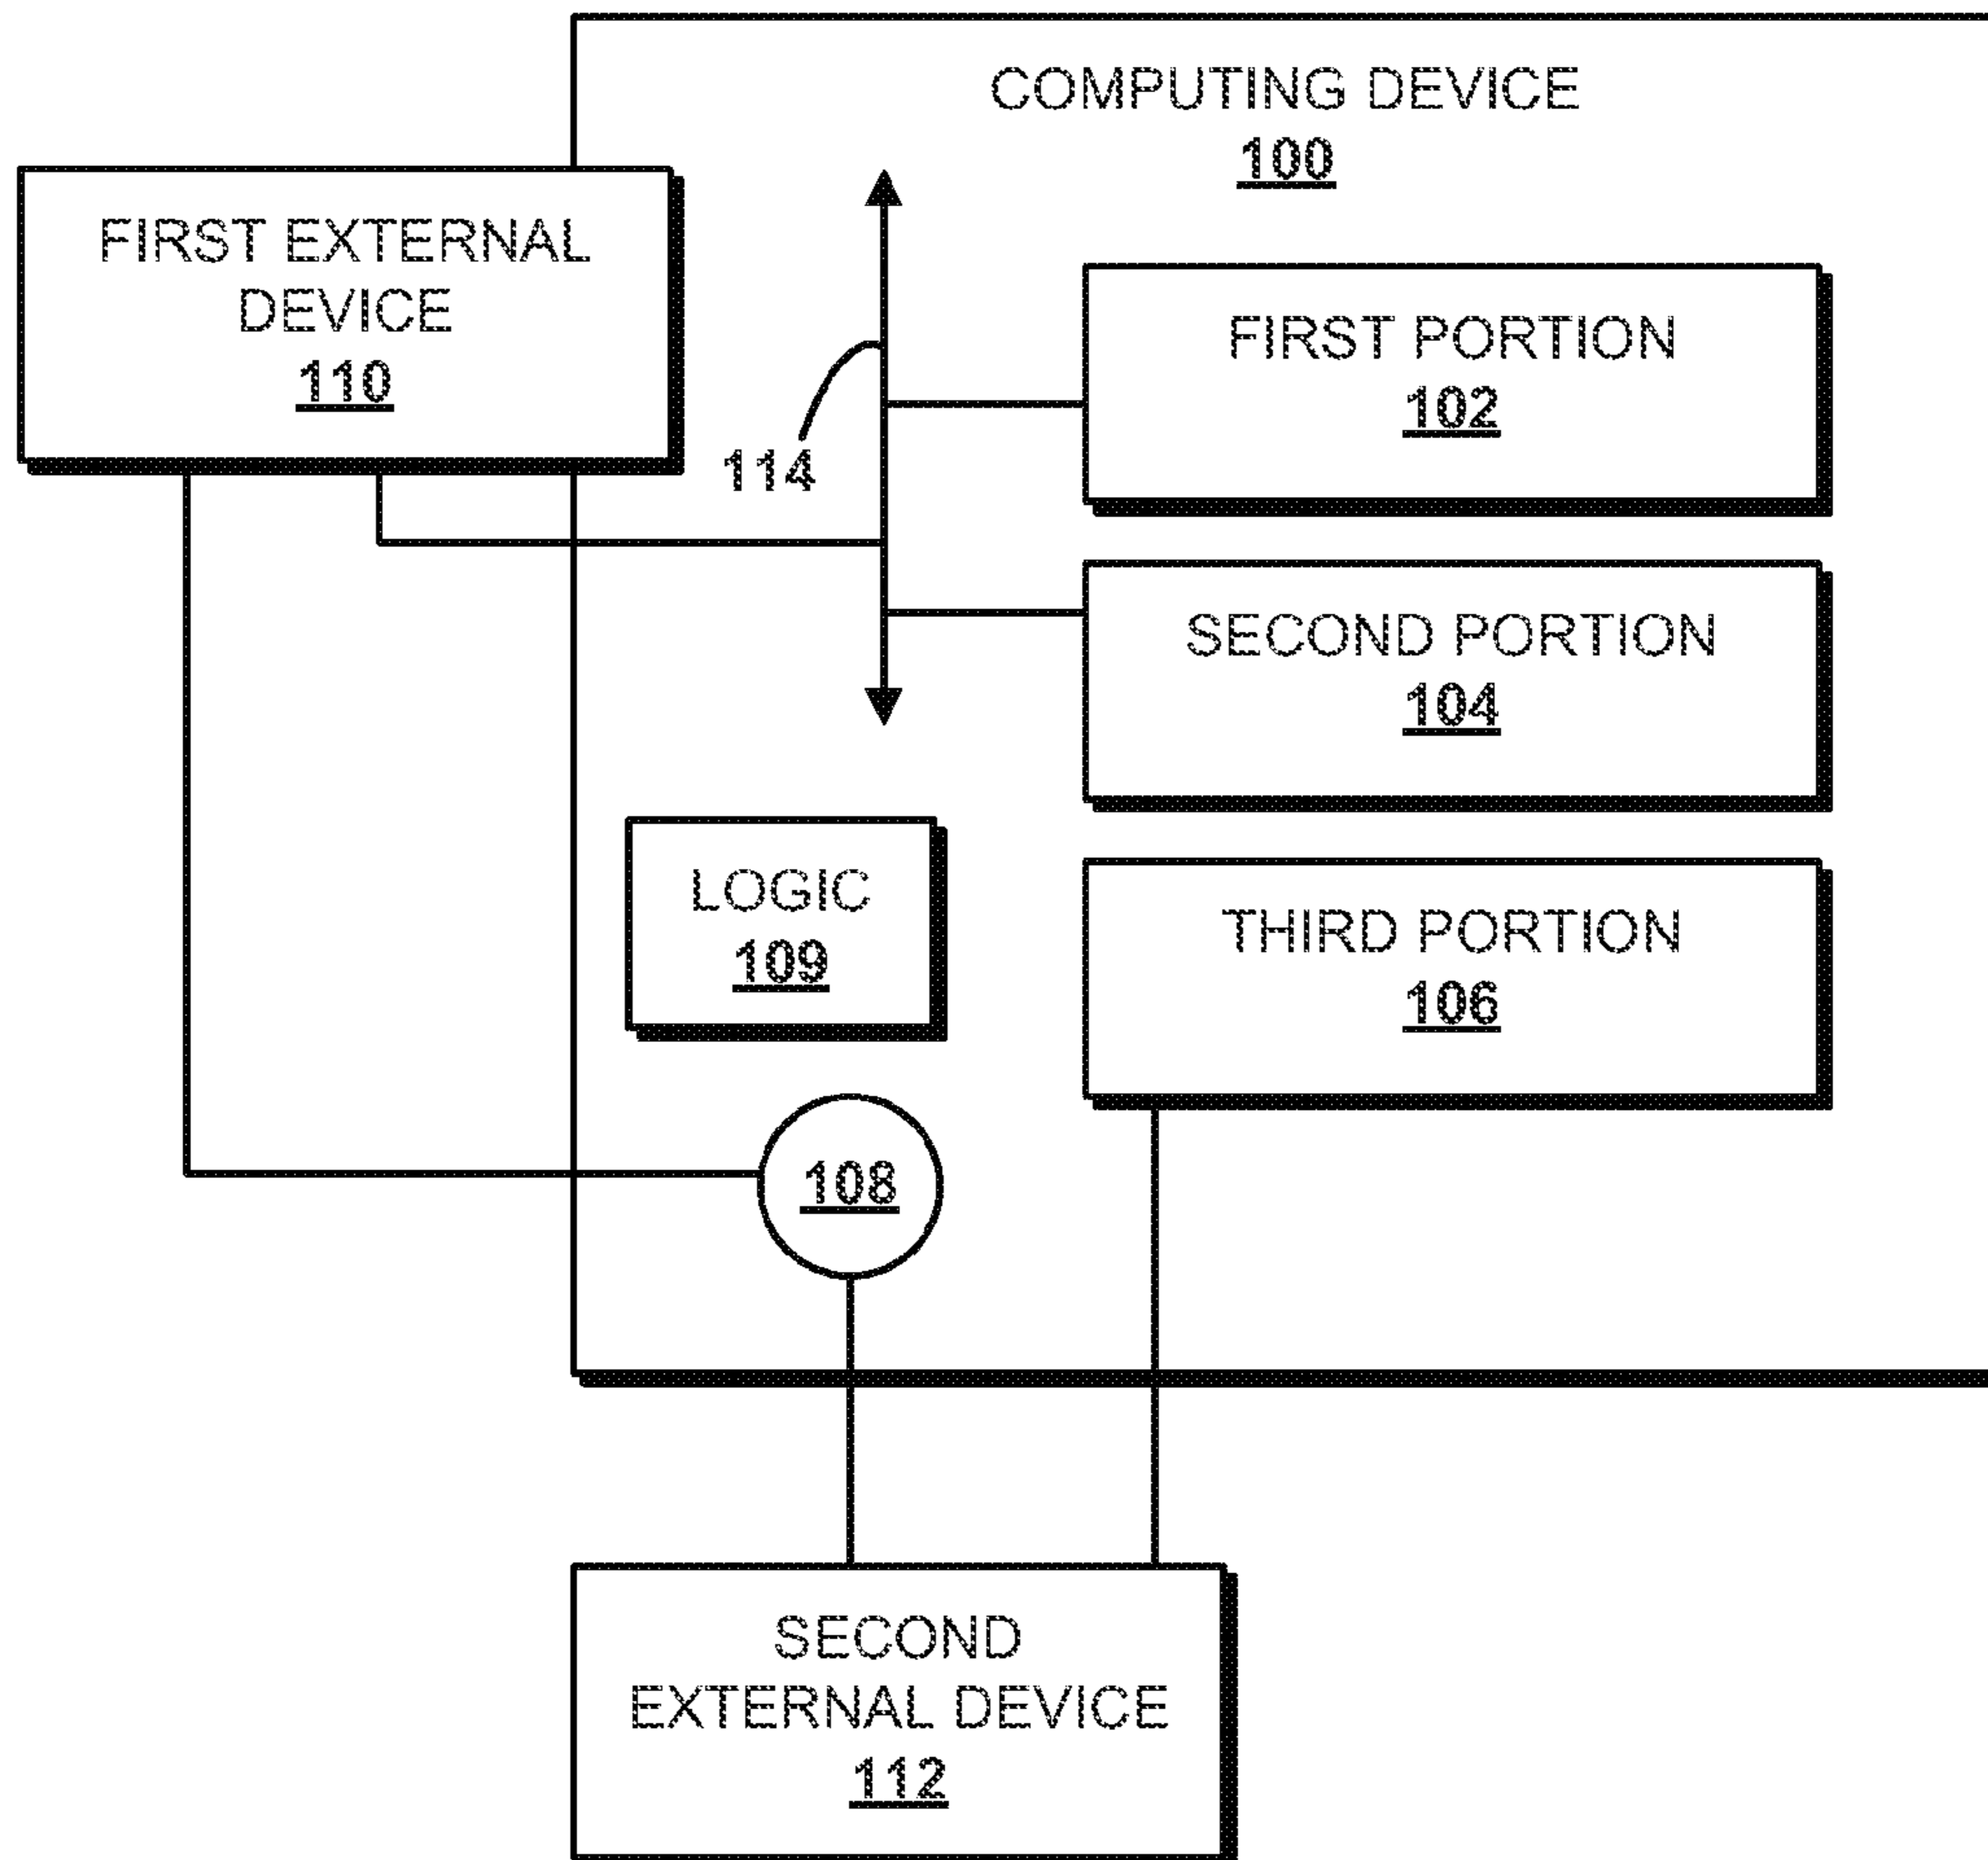 COMPUTING DEVICE
100
FIRST EXTERNAL
DEVICE
110
114
FIRST PORTION
102
SECOND PORTION
104
LOGIC
109
THIRD PORTION
106
108
SECOND
EXTERNAL DEVICE
112